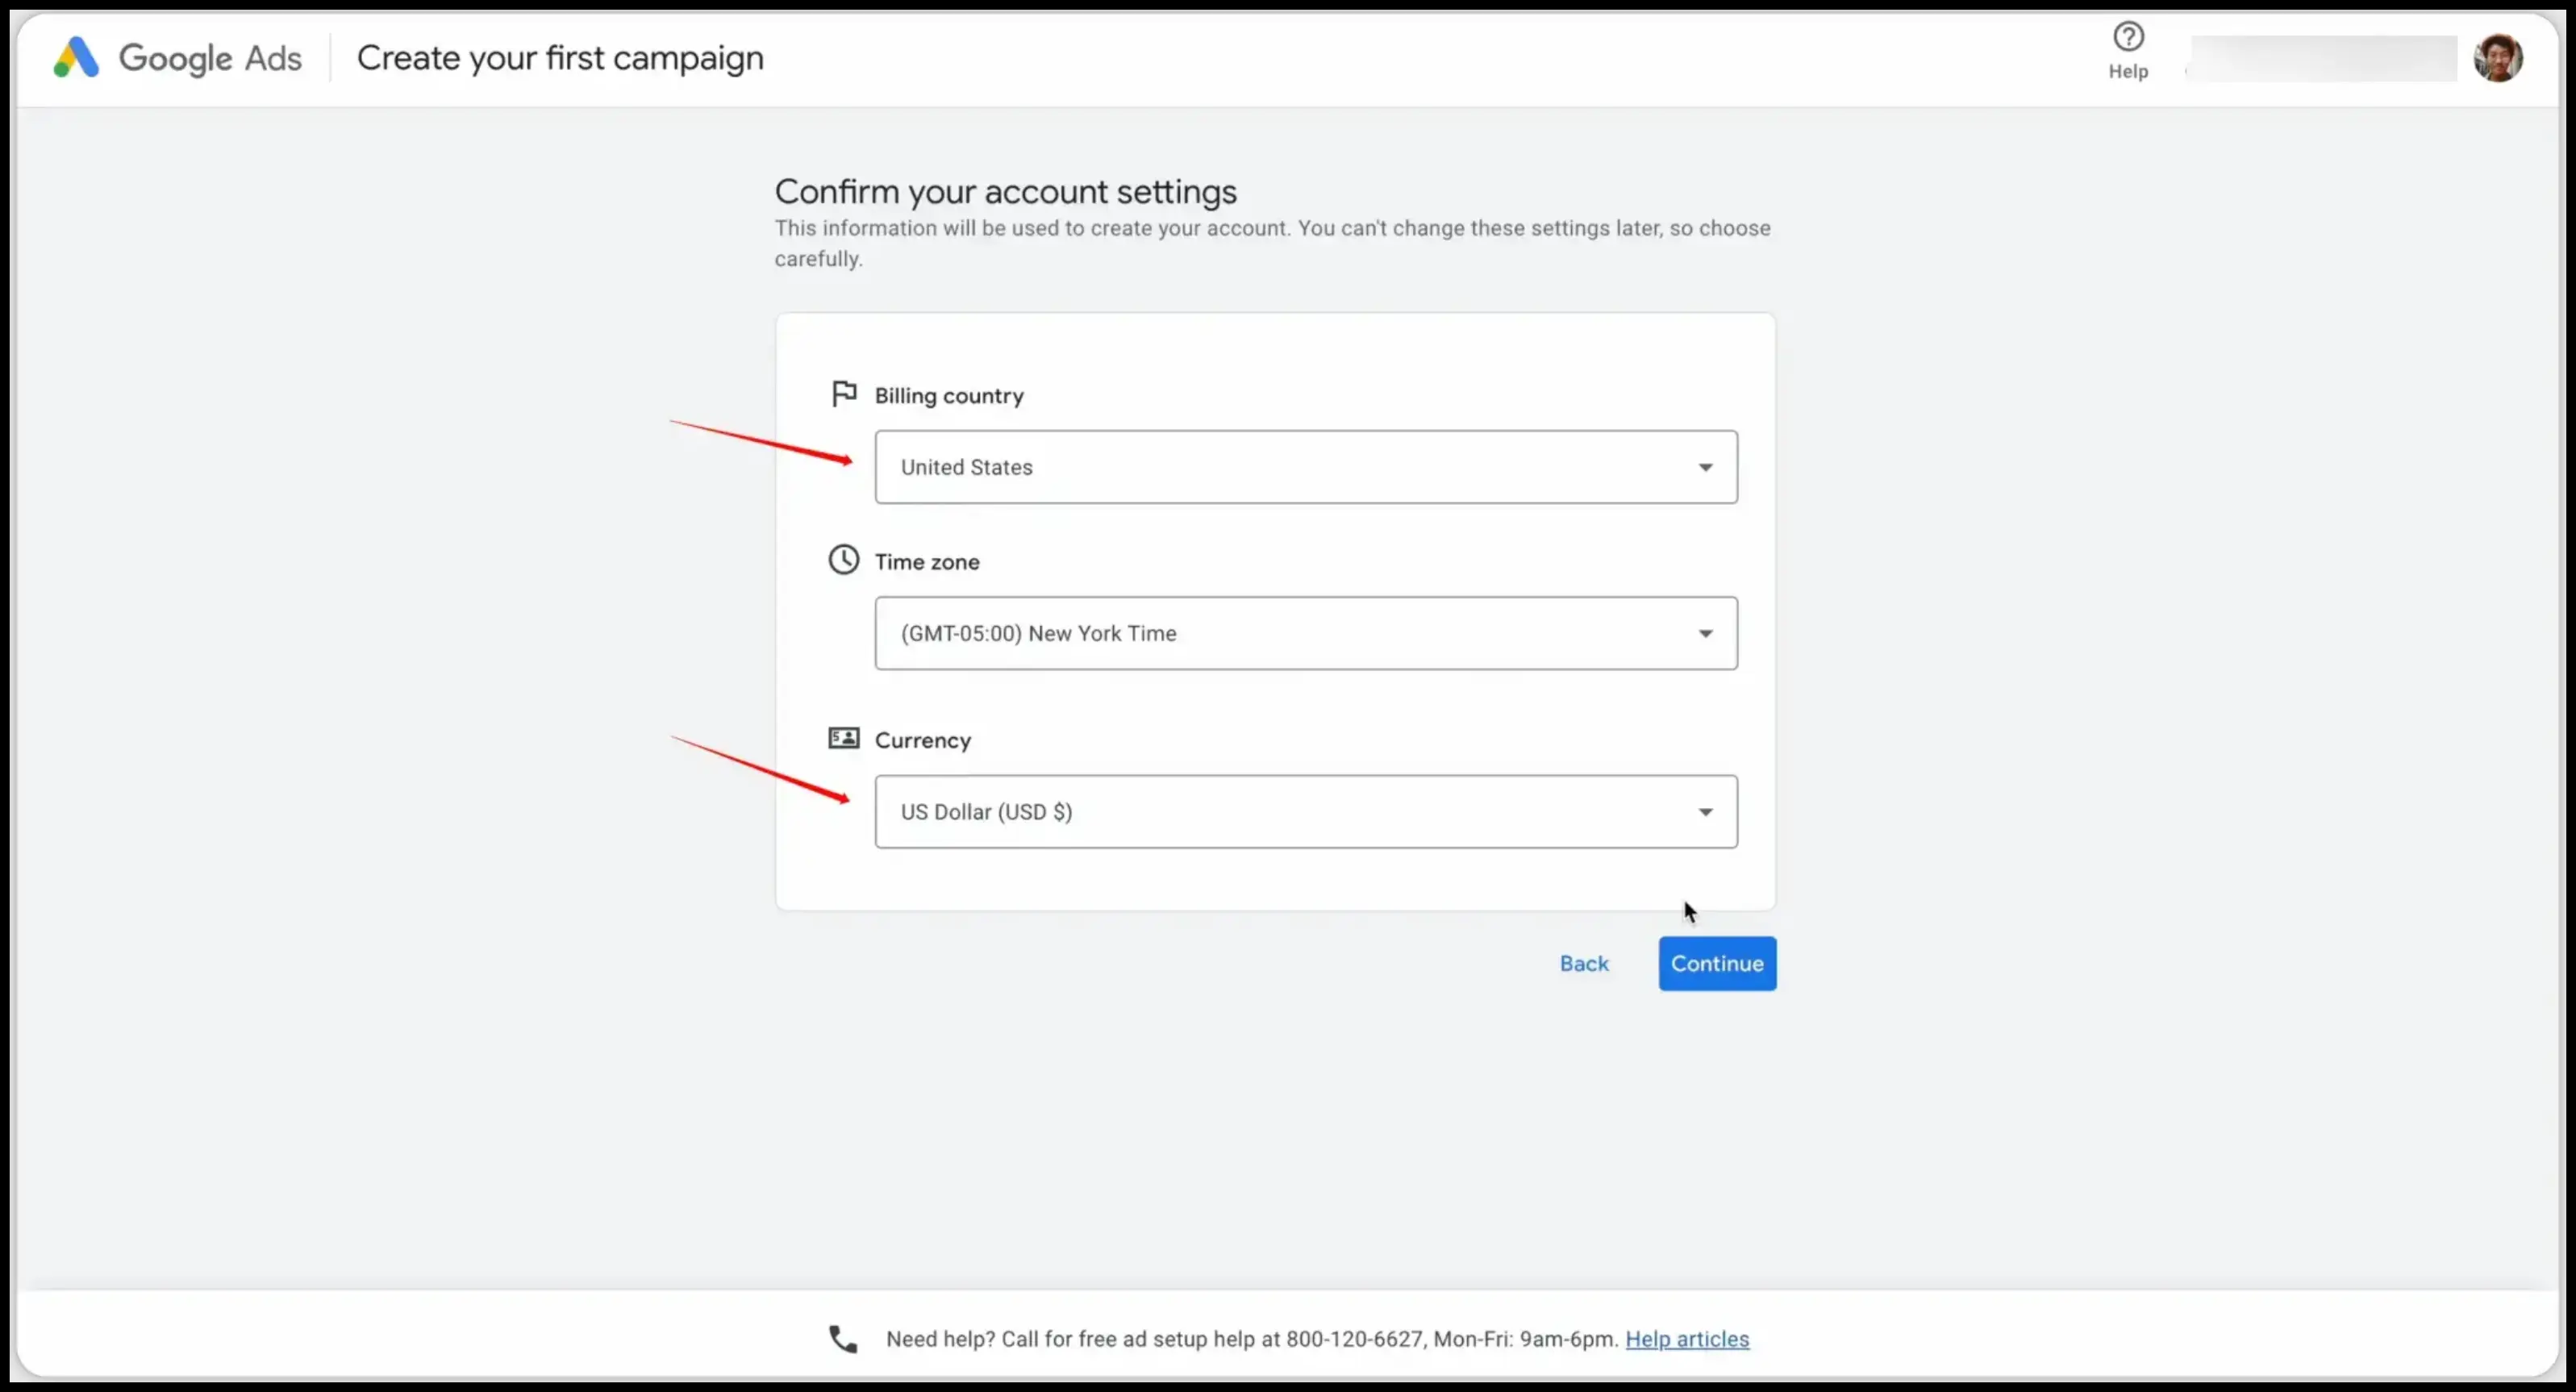 Google Ads
Create your first campaign
Help
Confirm your account settings
This information will be used to create your account. You can't change these settings later, so choose
carefully.
Billing country
United States
Time zone
(GMT-05:00) New York Time
Currency
US Dollar (USD $)
Back
Continue
Need help? Call for free ad setup help at 800-120-6627, Mon-Fri: 9am-6pm. Help articles